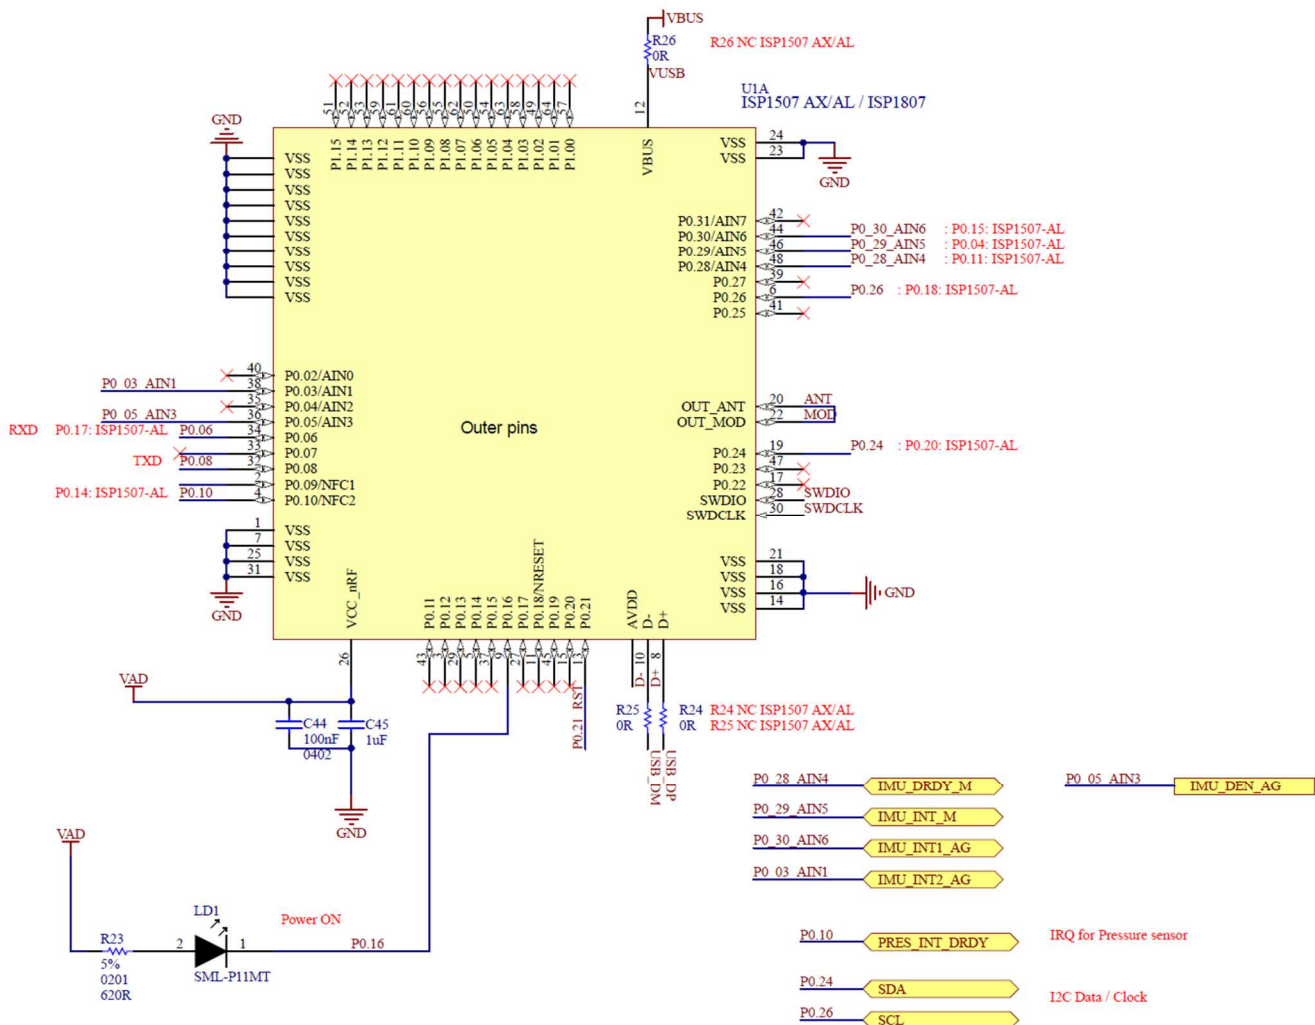 VBUS
R26
0R
R26 NC ISP1507 AX/AL
VUSB
U1A
ISP1507 AX/AL / ISP1807
51
52
53
59
61
60
56
55
62
50
54
63
58
49
64
57
12
P1.15
P1.14
P1.13
P1.12
P1.11
P1.10
P1.09
P1.08
P1.07
P1.06
P1.05
P1.04
P1.03
P1.02
P1.01
P1.00
VBUS
GND
VSS
VSS
VSS
VSS
VSS
VSS
VSS
VSS
VSS
VSS
VSS 24
VSS 23
GND
P0.31/AIN7 42
P0.30/AIN6 44 P0_30_AIN6 : P0.15: ISP1507-AL
P0.29/AIN5 46 P0_29_AIN5 : P0.04: ISP1507-AL
P0.28/AIN4 48 P0_28_AIN4 : P0.11: ISP1507-AL
P0.27 39
P0.26 6 P0.26 : P0.18: ISP1507-AL
P0.25 41
40 P0.02/AIN0
P0_03_AIN1 38 P0.03/AIN1
35 P0.04/AIN2
P0_05_AIN3 36 P0.05/AIN3
RXD P0.17: ISP1507-AL P0.06 34 P0.06
33 P0.07
TXD P0.08 32 P0.08
2 P0.09/NFC1
P0.14: ISP1507-AL P0.10 4 P0.10/NFC2
Outer pins
OUT_ANT 20 ANT
OUT_MOD 22 MOD
P0.24 19 P0.24 : P0.20: ISP1507-AL
P0.23 47
P0.22 17
SWDIO 28 SWDIO
SWDCLK 30 SWDCLK
1 VSS
7 VSS
25 VSS
31 VSS
GND
VSS 21
VSS 18
VSS 16
VSS 14
GND
VCC_nRF
P0.11
P0.12
P0.13
P0.14
P0.15
P0.16
P0.17
P0.18/NRESET
P0.19
P0.20
P0.21
AVDD
D-
D+
26
43
3
29
5
37
9
27
11
45
15
13
10
8
D-
D+
P0.21_RST
VAD
C44
100nF
0402
C45
1uF
GND
R25
0R
R24
0R
R24 NC ISP1507 AX/AL
R25 NC ISP1507 AX/AL
USB_DM
USB_DP
P0_28_AIN4 IMU_DRDY_M
P0_05_AIN3 IMU_DEN_AG
P0_29_AIN5 IMU_INT_M
P0_30_AIN6 IMU_INT1_AG
P0_03_AIN1 IMU_INT2_AG
VAD
LD1
Power ON
R23
5%
0201
620R
2
1
SML-P11MT
P0.16
P0.10 PRES_INT_DRDY IRQ for Pressure sensor
P0.24 SDA
I2C Data / Clock
P0.26 SCL